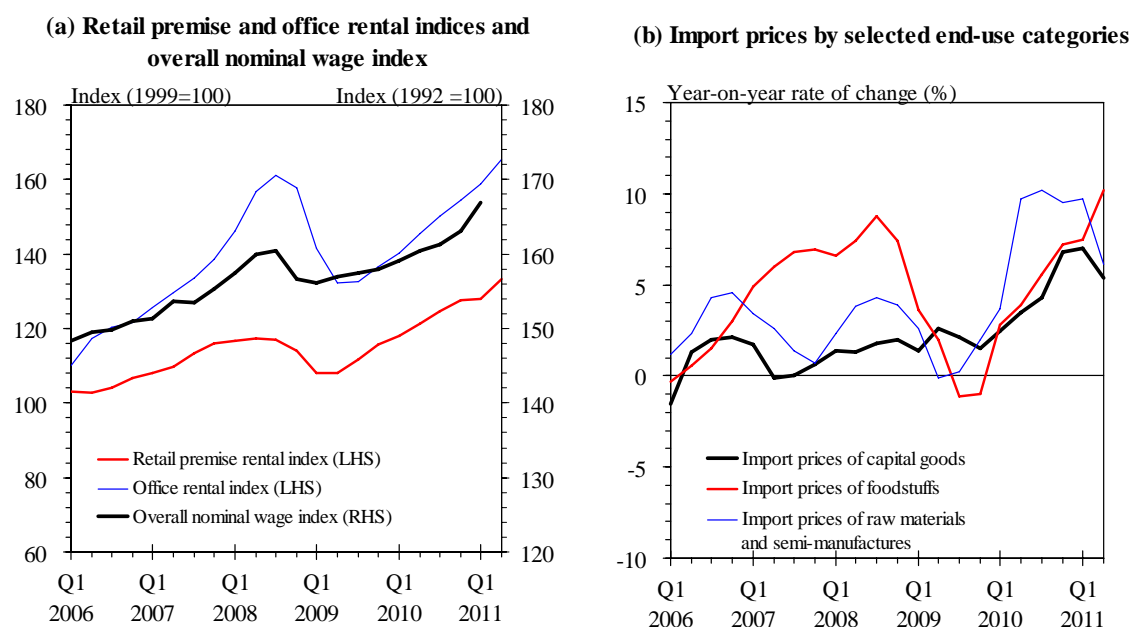 (a) Retail premise and office rental indices and
overall nominal wage index
Index (1999=100)
Index (1992 =100)
180
160
140
120
100
80
60
180
170
160
150
140
130
120
Retail premise rental index (LHS)
Office rental index (LHS)
Overall nominal wage index (RHS)
Q1 Q1 Q1 Q1 Q1 Q1
2006 2007 2008 2009 2010 2011
(b) Import prices by selected end-use categories
Year-on-year rate of change (%)
15
10
5
0
-5
-10
Import prices of capital goods
Import prices of foodstuffs
Import prices of raw materials
and semi-manufactures
Q1 Q1 Q1 Q1 Q1 Q1
2006 2007 2008 2009 2010 2011